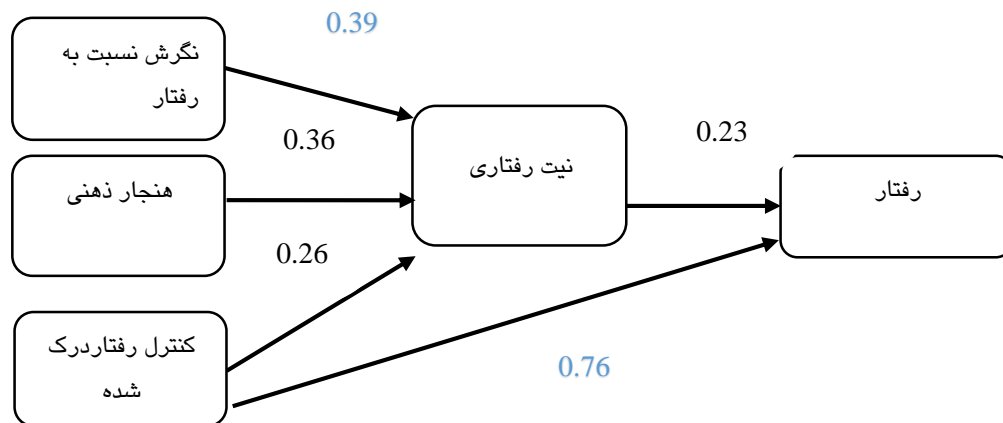 0.39
نگرش نسبت به
رفتار
0.36
0.23
نیت رفتاری
هنجار ذهنی
رفتار
0.26
کنترل رفتاردرک
شده
0.76